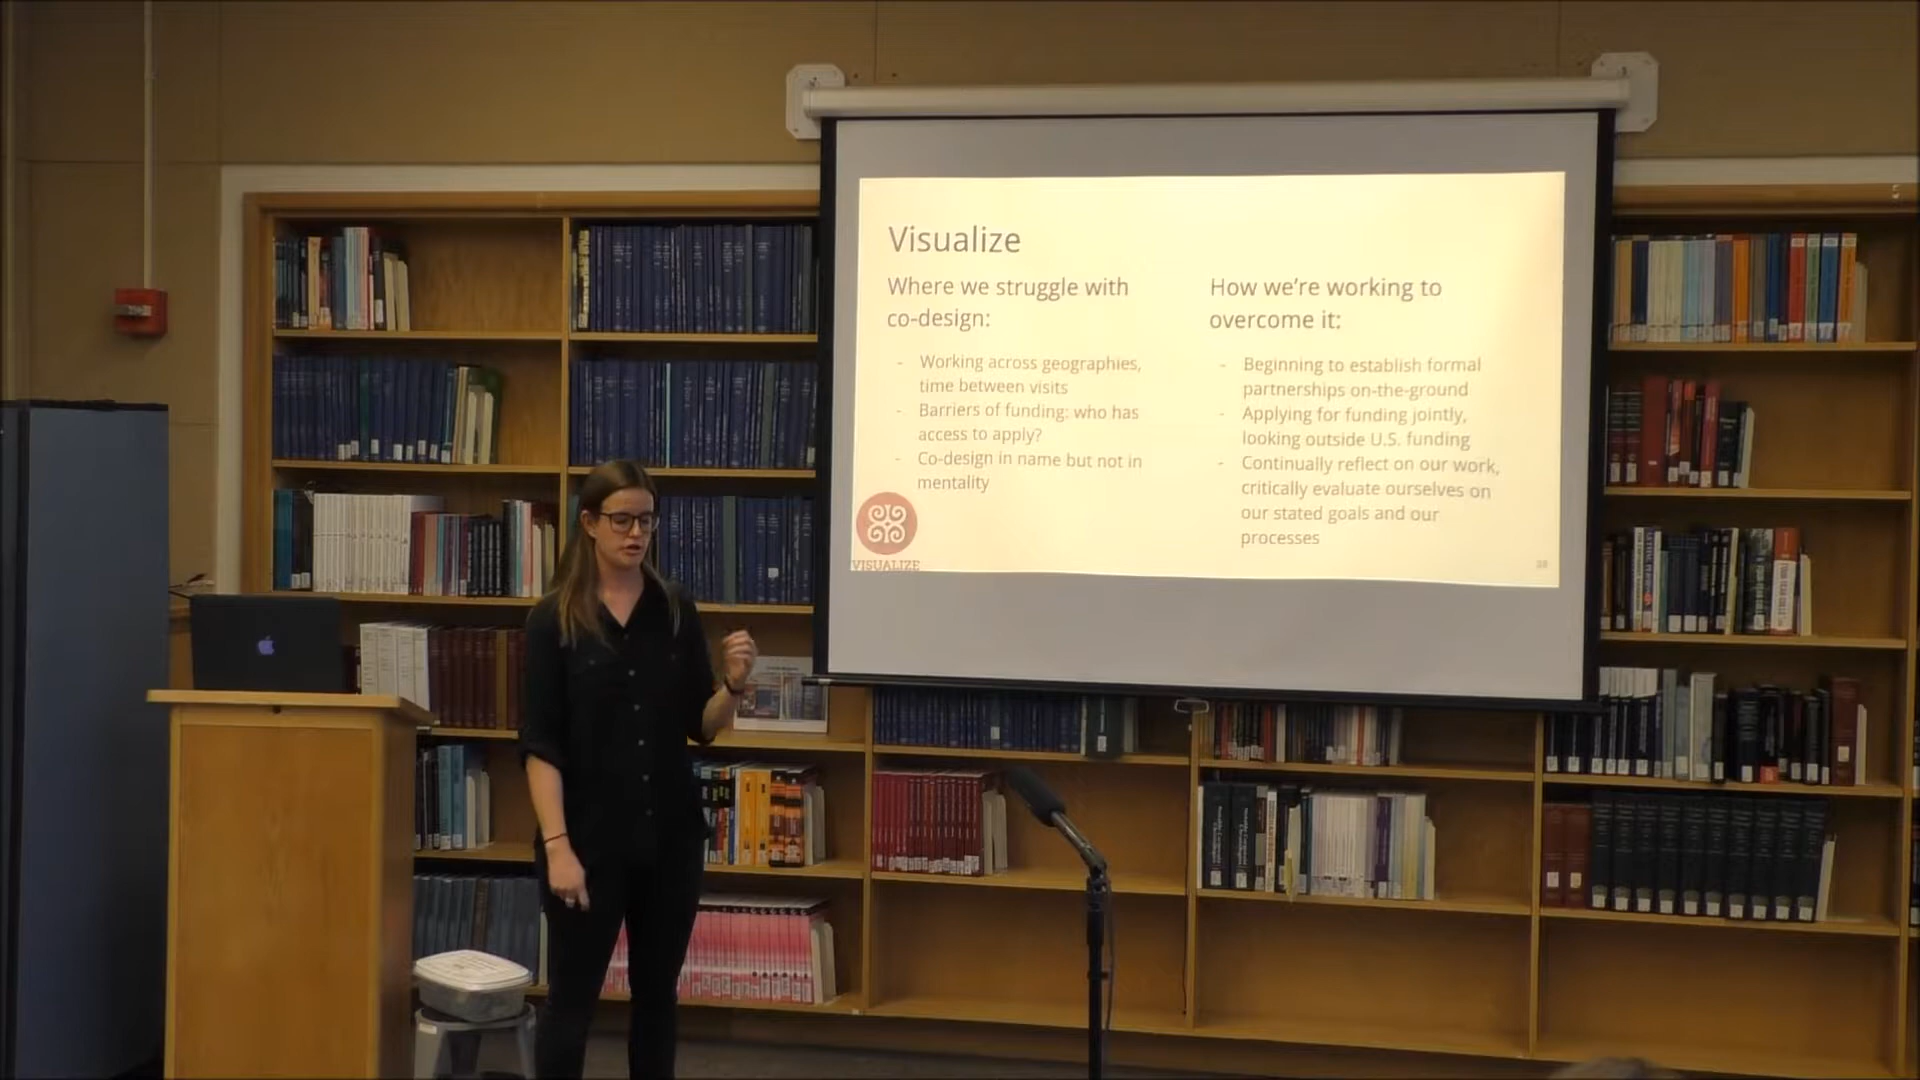 Visualize
Where we struggle with
co-design:
- Working across geographies,
time between visits
- Barriers of funding: who has
access to apply?
- Co-design in name but not in
mentality
How we're working to
overcome it:
- Beginning to establish formal
partnerships on-the-ground
- Applying for funding jointly,
looking outside U.S. funding
- Continually reflect on our work,
critically evaluate ourselves on
our stated goals and our
processes
VISUALIZE